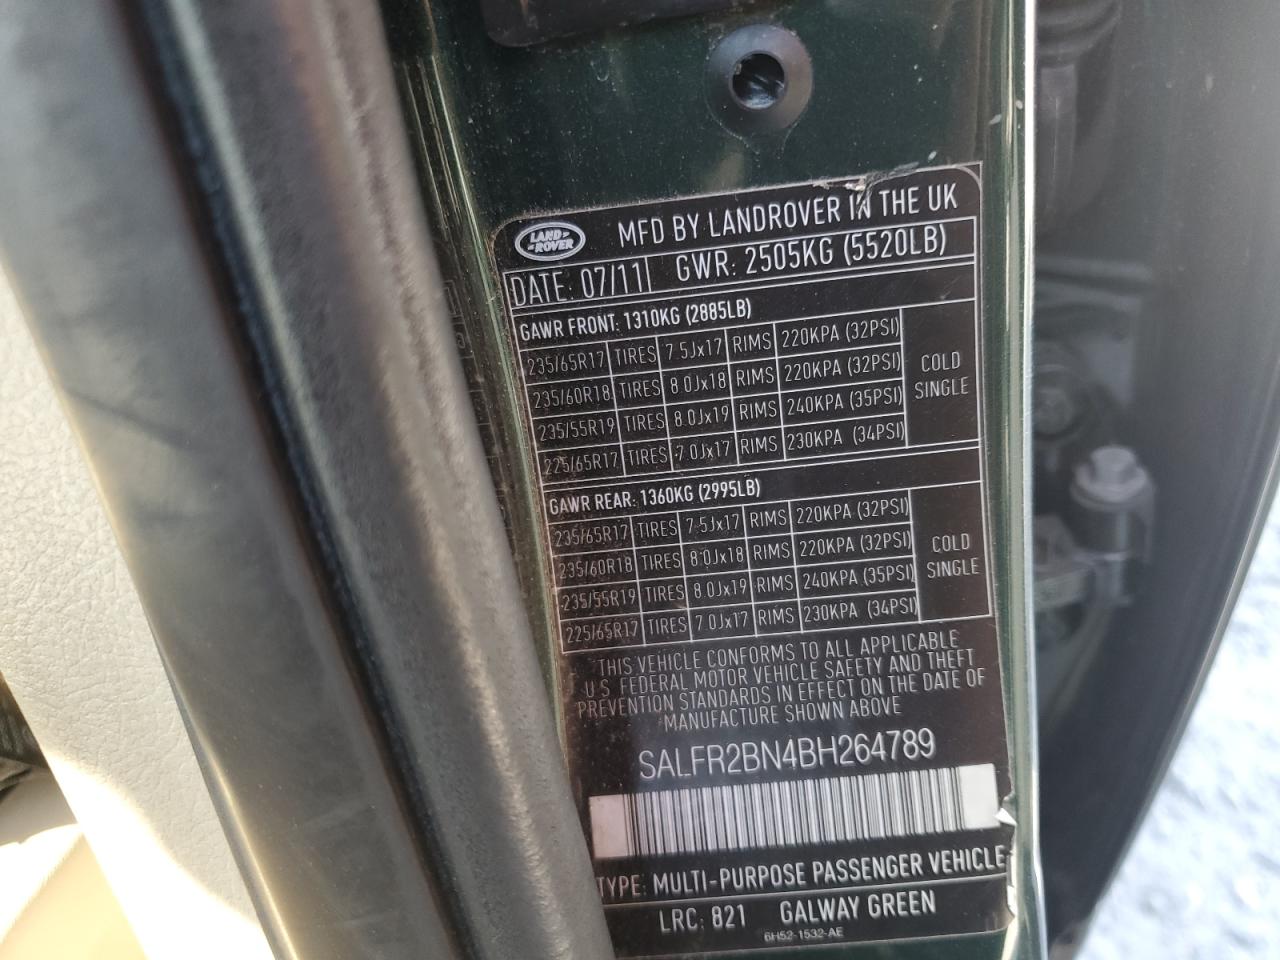 LAND-
-ROVER
MFD BY LANDROVER IN THE UK
DATE: 07/11 GWR: 2505KG (5520LB)
GAWR FRONT: 1310KG (2885LB)
235/65R17 TIRES 7.5Jx17 RIMS 220KPA (32PSI)
235/60R18 TIRES 8.0Jx18 RIMS 220KPA (32PSI)
235/55R19 TIRES 8.0Jx19 RIMS 240KPA (35PSI)
225/65R17 TIRES 7.0Jx17 RIMS 230KPA (34PSI)
COLD
SINGLE
GAWR REAR: 1360KG (2995LB)
235/65R17 TIRES 7.5Jx17 RIMS 220KPA (32PSI)
235/60R18 TIRES 8.0Jx18 RIMS 220KPA (32PSI)
235/55R19 TIRES 8.0Jx19 RIMS 240KPA (35PSI)
225/65R17 TIRES 7.0Jx17 RIMS 230KPA (34PSI)
COLD
SINGLE
THIS VEHICLE CONFORMS TO ALL APPLICABLE
U.S. FEDERAL MOTOR VEHICLE SAFETY AND THEFT
PREVENTION STANDARDS IN EFFECT ON THE DATE OF
MANUFACTURE SHOWN ABOVE
SALFR2BN4BH264789
TYPE: MULTI-PURPOSE PASSENGER VEHICLE
LRC: 821 GALWAY GREEN
6H52-1532-AE